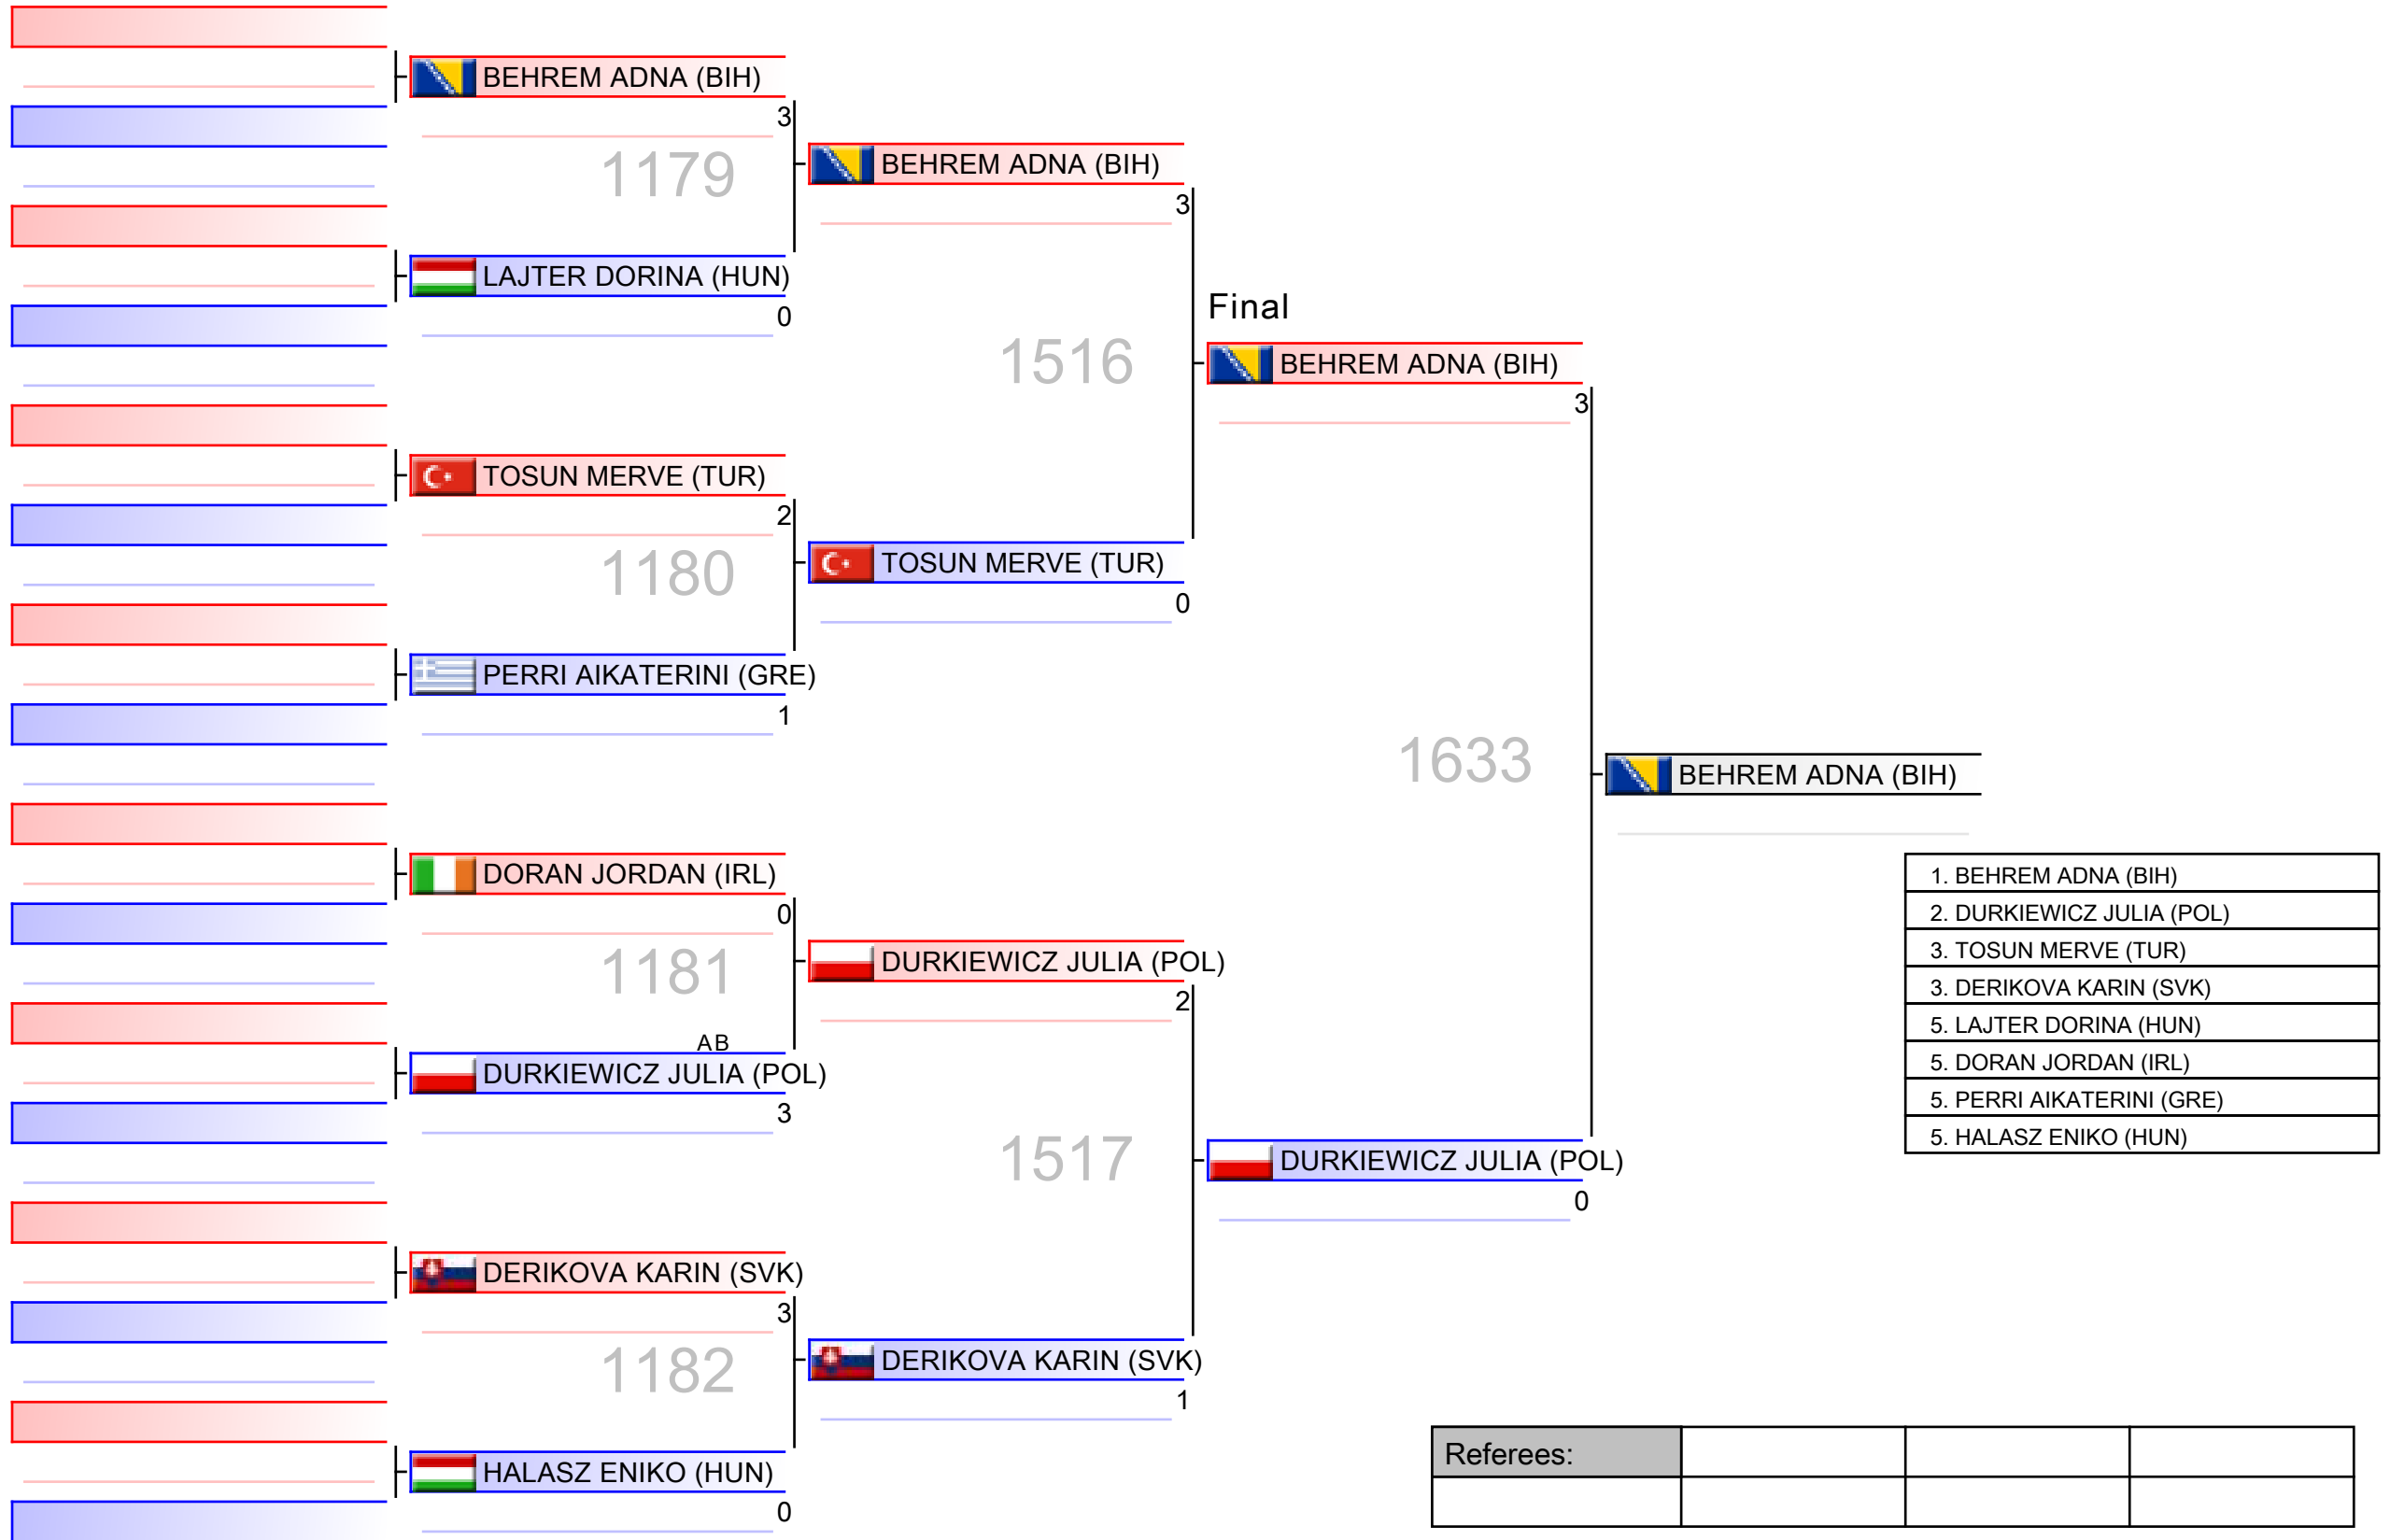 BEHREM ADNA (BIH)
3
1179
LAJTER DORINA (HUN)
0
TOSUN MERVE (TUR)
2
1180
PERRI AIKATERINI (GRE)
1
DORAN JORDAN (IRL)
0
1181
AB
DURKIEWICZ JULIA (POL)
3
DERIKOVA KARIN (SVK)
3
1182
HALASZ ENIKO (HUN)
0
BEHREM ADNA (BIH)
3
1516
TOSUN MERVE (TUR)
0
DURKIEWICZ JULIA (POL)
2
1517
DERIKOVA KARIN (SVK)
1
Final
BEHREM ADNA (BIH)
3
1633
DURKIEWICZ JULIA (POL)
0
BEHREM ADNA (BIH)
1. BEHREM ADNA (BIH)
2. DURKIEWICZ JULIA (POL)
3. TOSUN MERVE (TUR)
3. DERIKOVA KARIN (SVK)
5. LAJTER DORINA (HUN)
5. DORAN JORDAN (IRL)
5. PERRI AIKATERINI (GRE)
5. HALASZ ENIKO (HUN)
Referees: